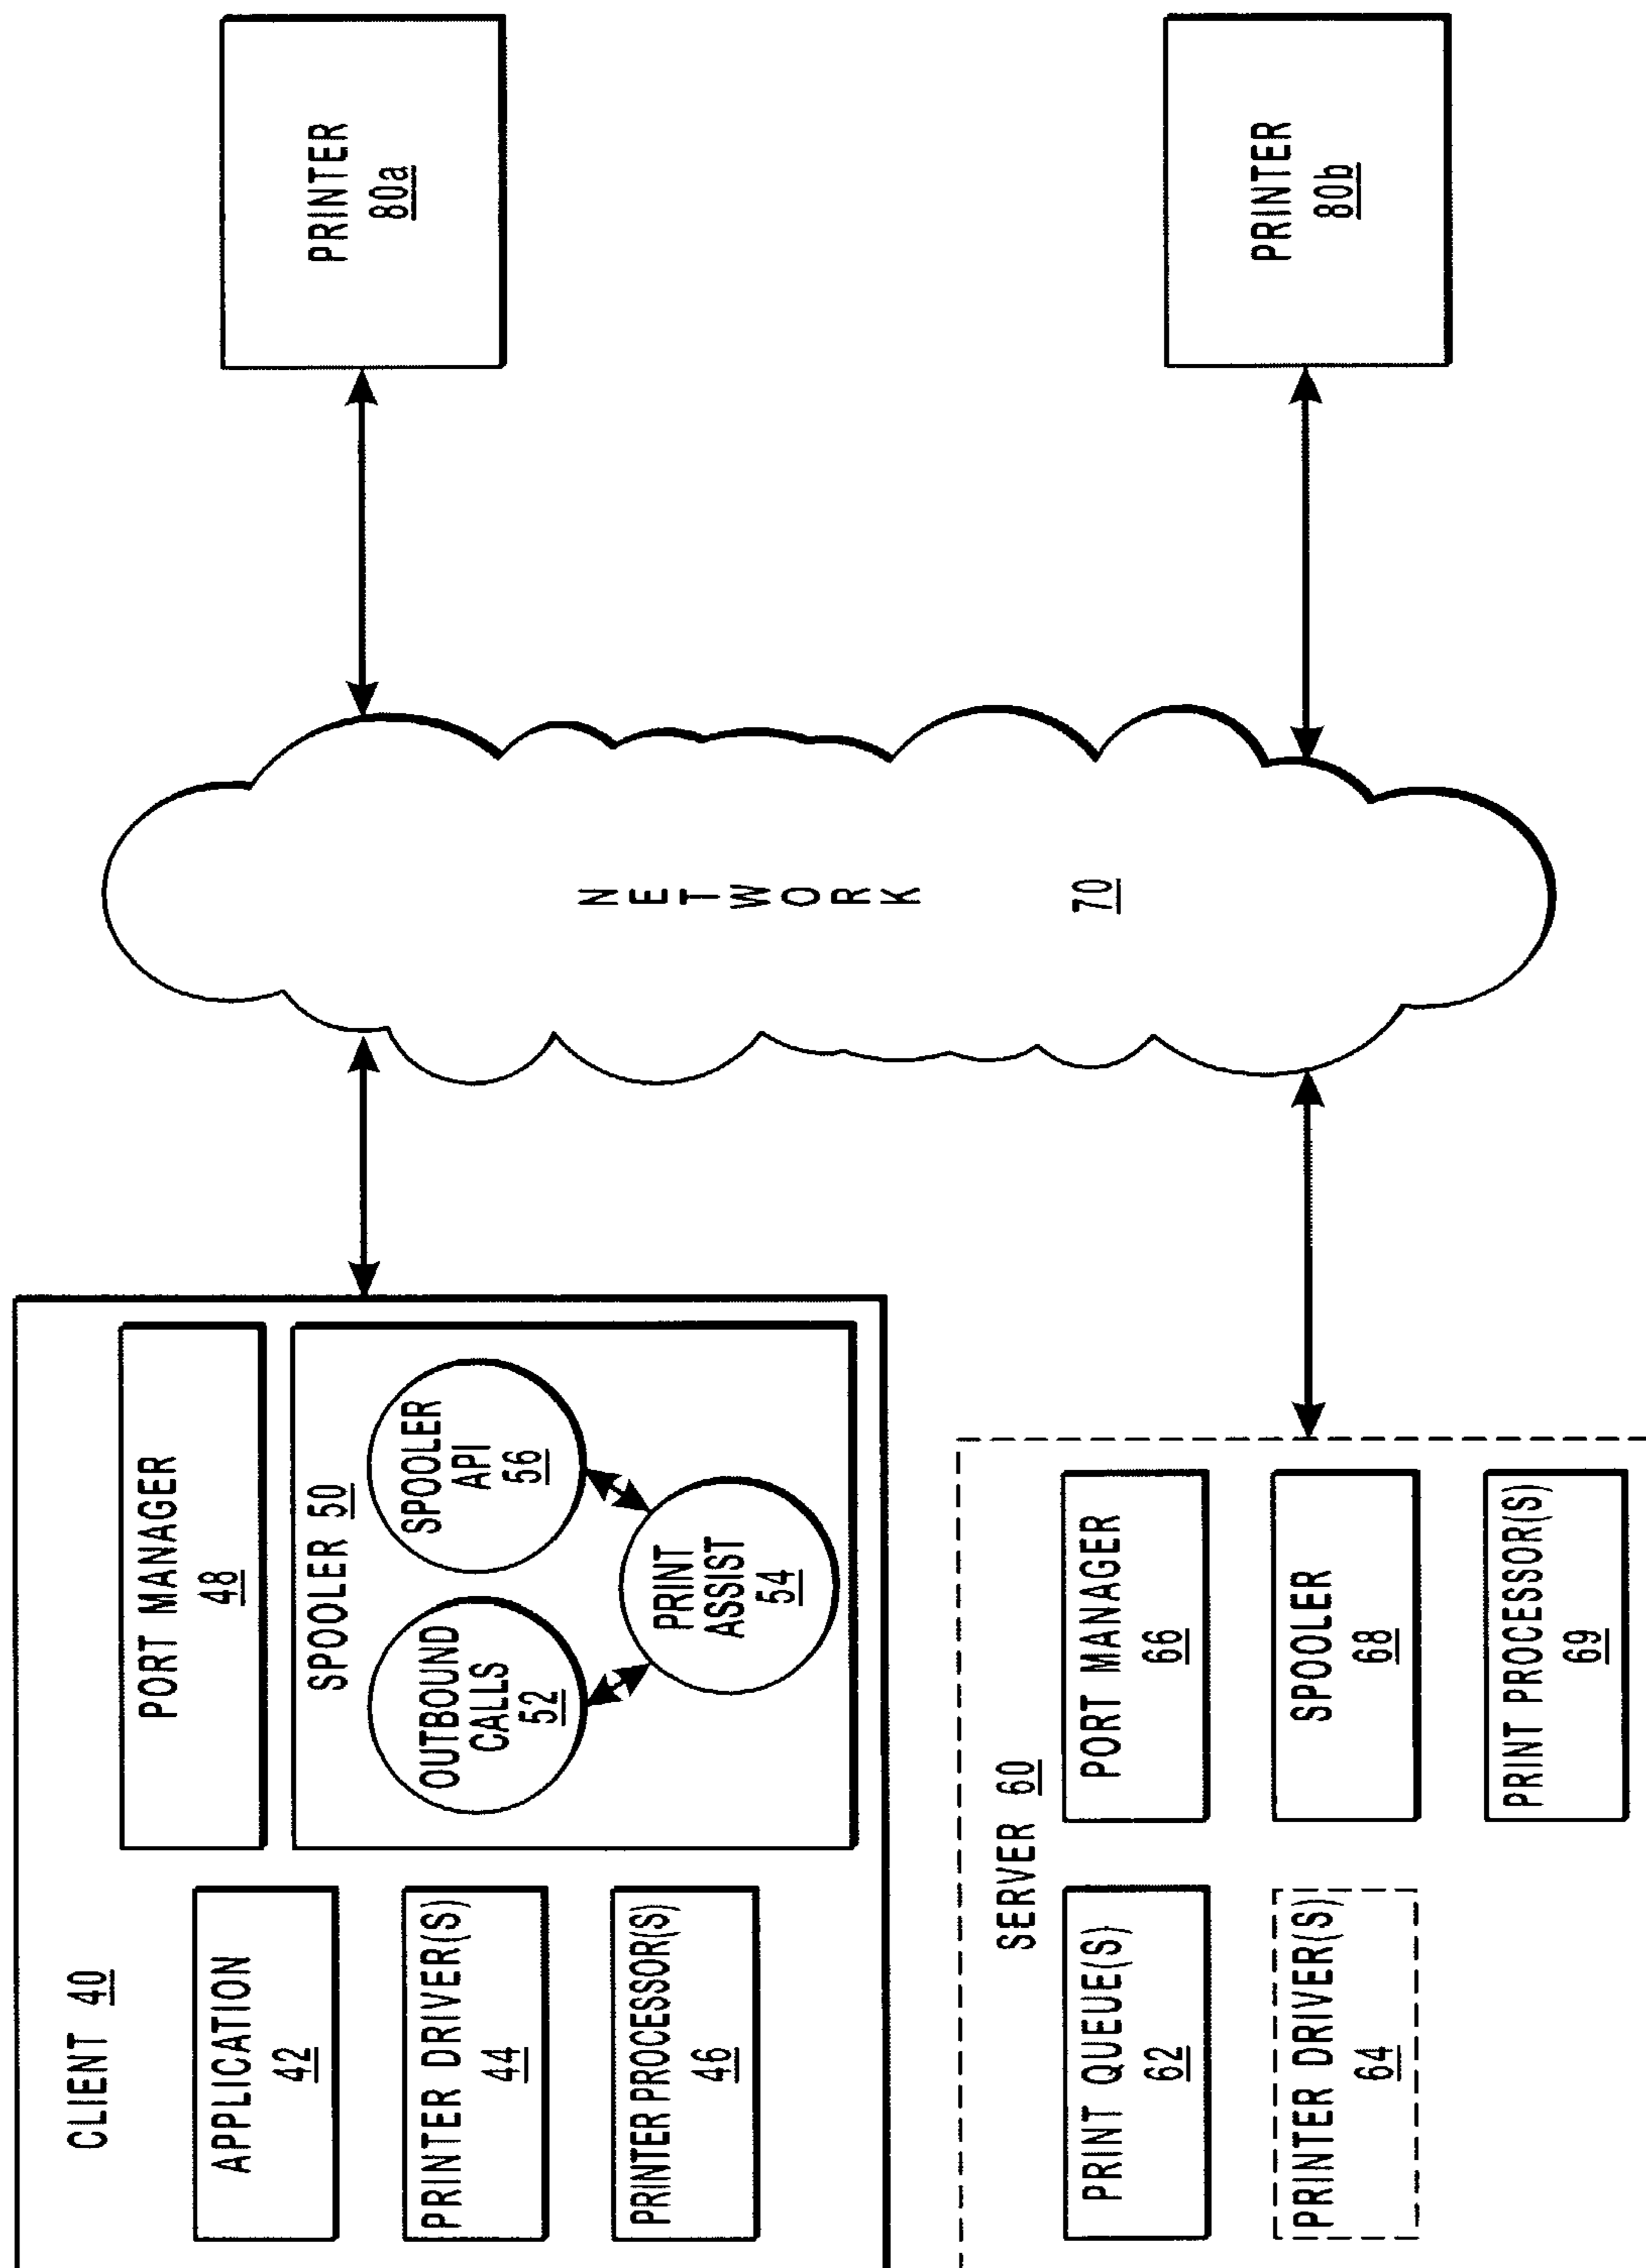 CLIENT 40
APPLICATION
42
PRINTER DRIVER(S)
44
PRINTER PROCESSOR(S)
46
PORT MANAGER
48
SPOOLER 50
OUTBOUND
CALLS
52
SPOOLER
API
56
PRINT
ASSIST
54
SERVER 60
PRINT QUEUE(S)
62
PRINTER DRIVER(S)
64
PORT MANAGER
66
SPOOLER
68
PRINT PROCESSOR(S)
69
NETWORK
70
PRINTER
80a
PRINTER
80b